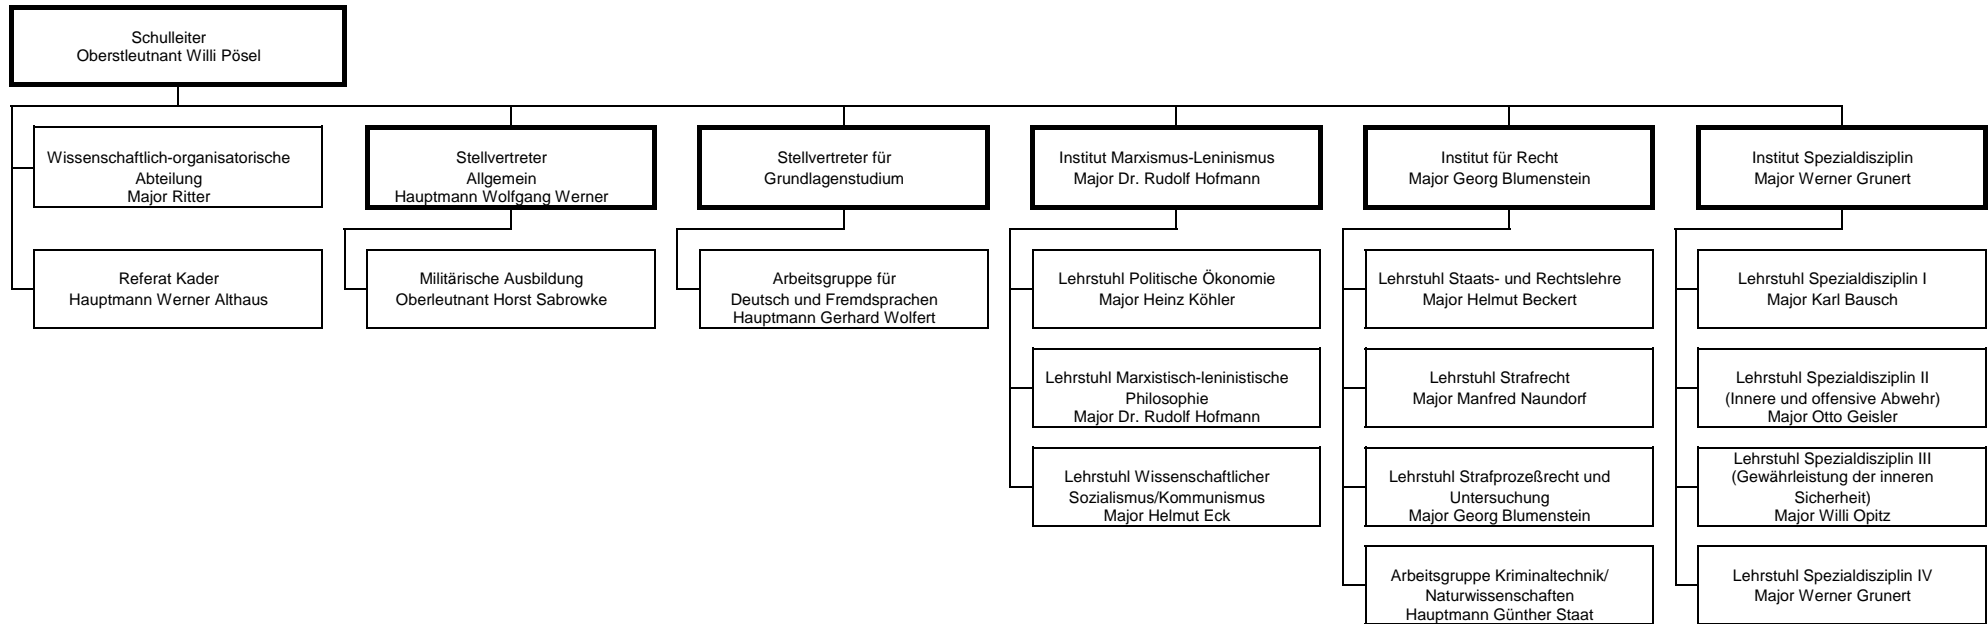 Schulleiter
Oberstleutnant Willi Pösel
Wissenschaftlich-organisatorische
Abteilung
Major Ritter
Stellvertreter
Allgemein
Hauptmann Wolfgang Werner
Stellvertreter für
Grundlagenstudium
Institut Marxismus-Leninismus
Major Dr. Rudolf Hofmann
Institut für Recht
Major Georg Blumenstein
Institut Spezialdisziplin
Major Werner Grunert
Referat Kader
Hauptmann Werner Althaus
Militärische Ausbildung
Oberleutnant Horst Sabrowke
Arbeitsgruppe für
Deutsch und Fremdsprachen
Hauptmann Gerhard Wolfert
Lehrstuhl Politische Ökonomie
Major Heinz Köhler
Lehrstuhl Staats- und Rechtslehre
Major Helmut Beckert
Lehrstuhl Spezialdisziplin I
Major Karl Bausch
Lehrstuhl Marxistisch-leninistische
Philosophie
Major Dr. Rudolf Hofmann
Lehrstuhl Strafrecht
Major Manfred Naundorf
Lehrstuhl Spezialdisziplin II
(Innere und offensive Abwehr)
Major Otto Geisler
Lehrstuhl Wissenschaftlicher
Sozialismus/Kommunismus
Major Helmut Eck
Lehrstuhl Strafprozeßrecht und
Untersuchung
Major Georg Blumenstein
Lehrstuhl Spezialdisziplin III
(Gewährleistung der inneren
Sicherheit)
Major Willi Opitz
Arbeitsgruppe Kriminaltechnik/
Naturwissenschaften
Hauptmann Günther Staat
Lehrstuhl Spezialdisziplin IV
Major Werner Grunert